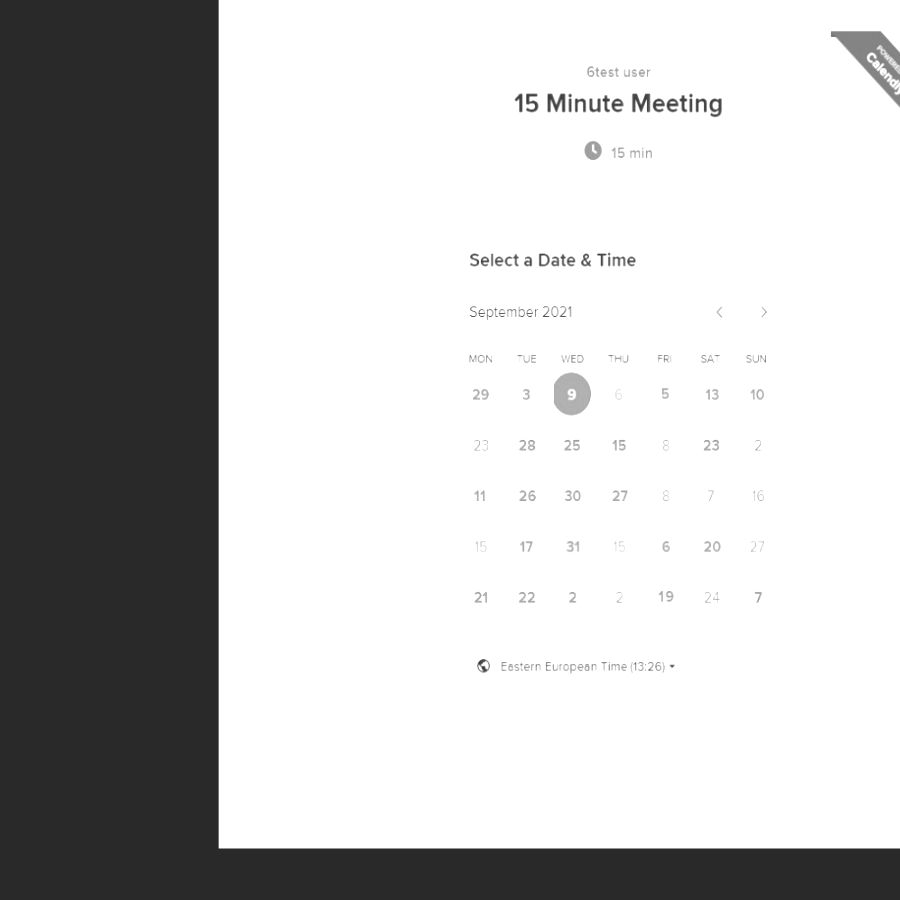 POWERED
Calendly
6test user
15 Minute Meeting
15 min
Select a Date & Time
September 2021
MON TUE WED THU FRI SAT SUN
29 3 9 6 5 13 10
23 28 25 15 8 23 2
11 26 30 27 8 7 16
15 17 31 15 6 20 27
21 22 2 2 19 24 7
Eastern European Time (13:26)